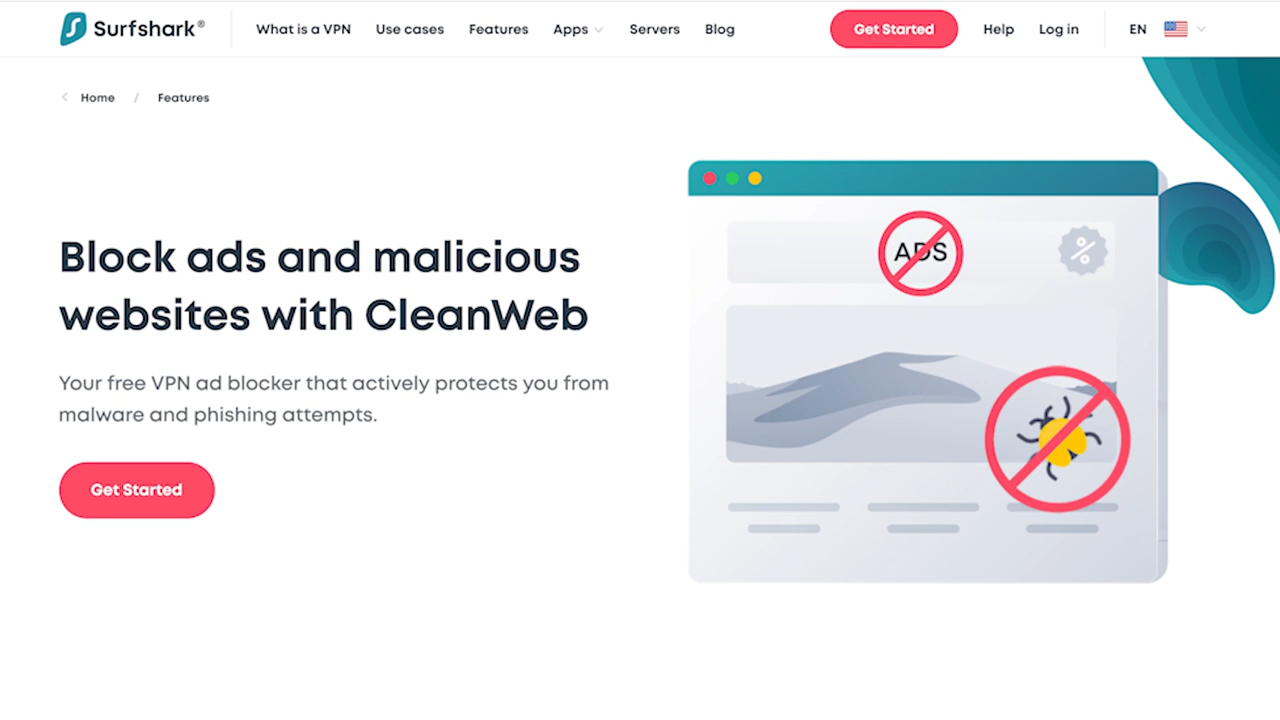 Surfshark®
What is a VPN
Use cases
Features
Apps
Servers
Blog
Get Started
Help
Log in
EN
Home / Features
Block ads and malicious
websites with CleanWeb
Your free VPN ad blocker that actively protects you from
malware and phishing attempts.
Get Started
ADS
%